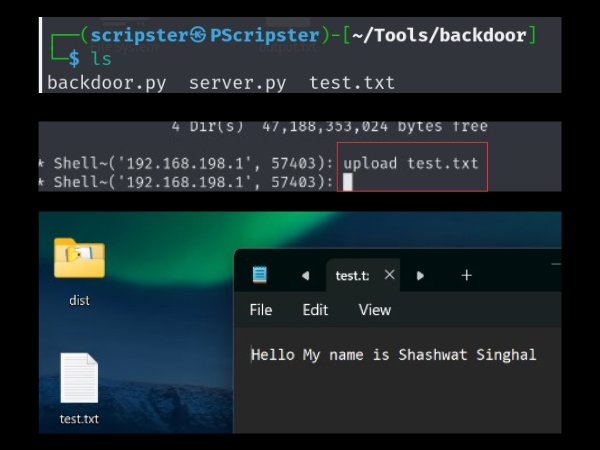 ┌──(scripster㉿PScripster)-[~/Tools/backdoor]
└─$ ls
backdoor.py server.py test.txt
4 Dir(s) 47,188,353,024 bytes free
* Shell~('192.168.198.1', 57403): upload test.txt
* Shell~('192.168.198.1', 57403):
test.t
File Edit View
dist
Hello My name is Shashwat Singhal
test.txt